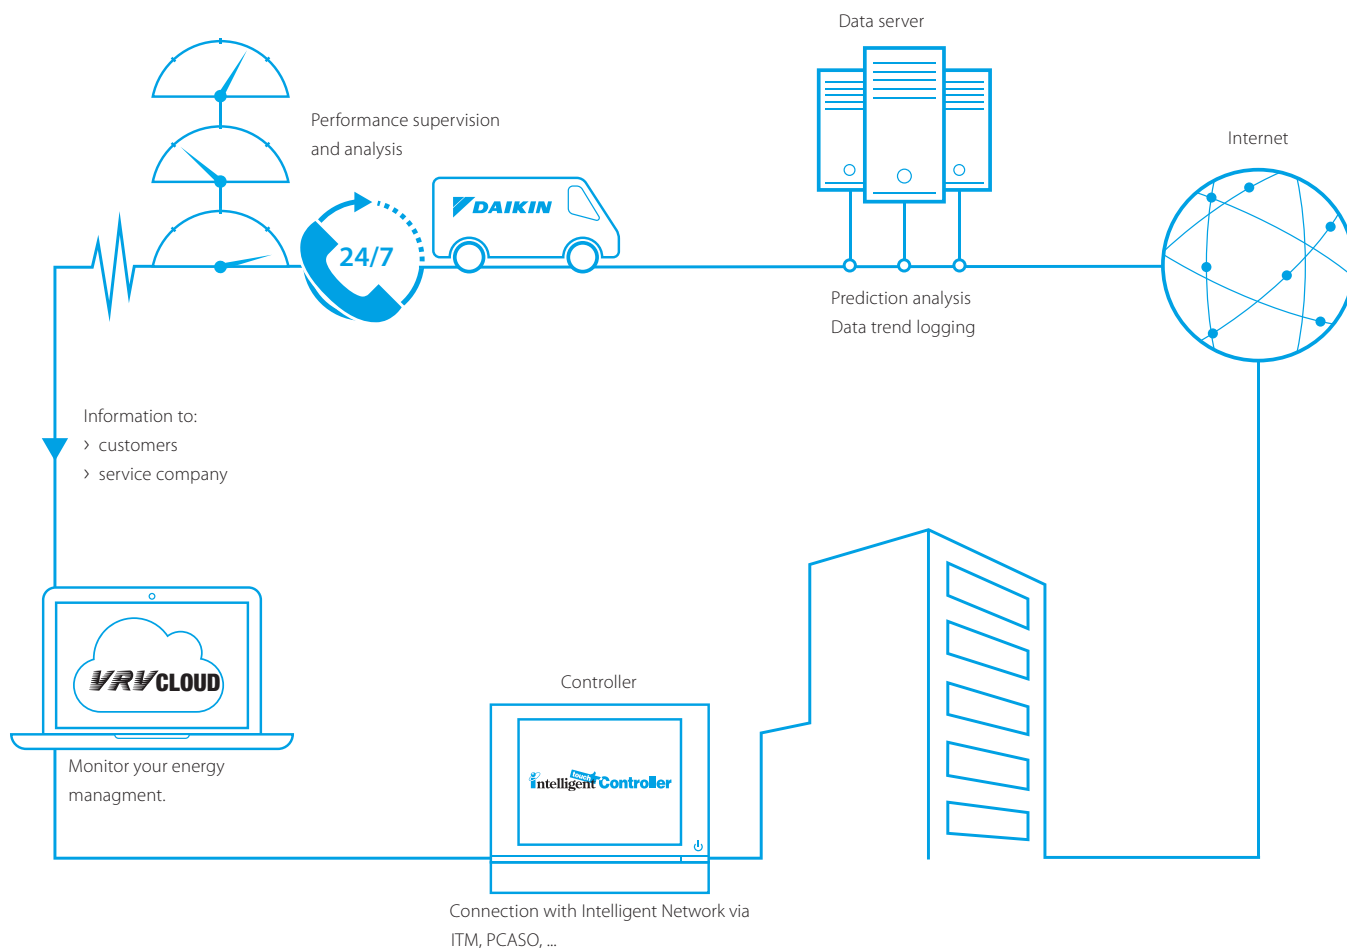 Data server
Performance supervision
and analysis
Internet
DAIKIN
24/7
Prediction analysis
Data trend logging
Information to:
› customers
› service company
VRV CLOUD
Monitor your energy
managment.
Controller
intelligent touch Controller
Connection with Intelligent Network via
ITM, PCASO, ...